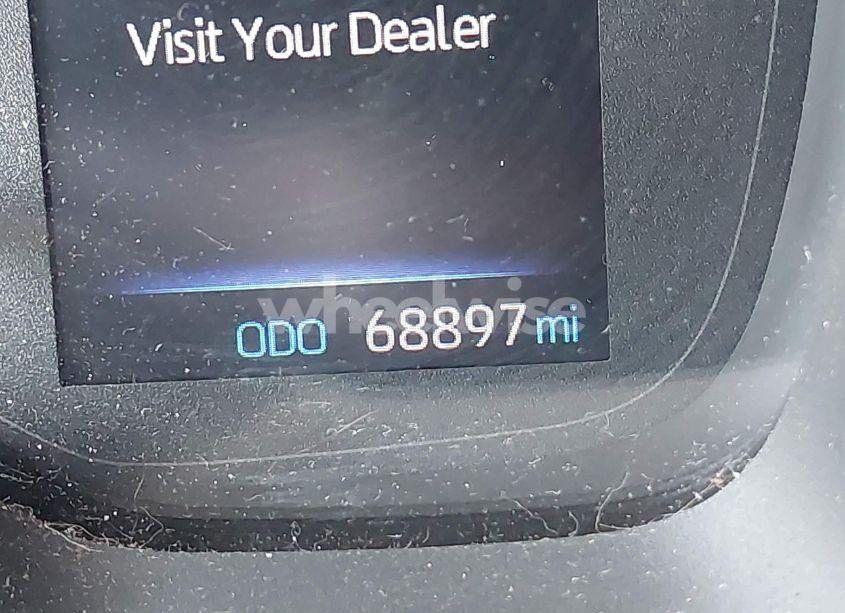 Visit Your Dealer
wheelwise
ODO 68897 mi